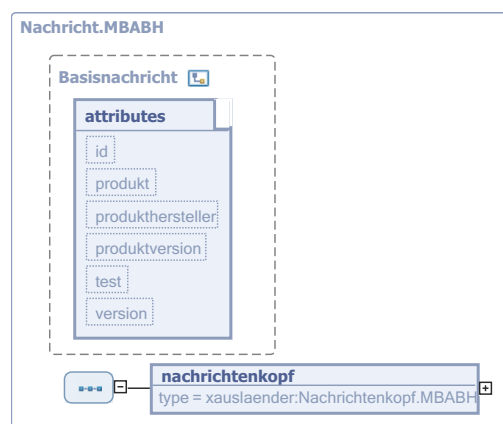 Nachricht.MBABH
Basisnachricht
attributes
id
produkt
produkthersteller
produktversion
test
version
nachrichtenkopf
type = xauslaender:Nachrichtenkopf.MBABH